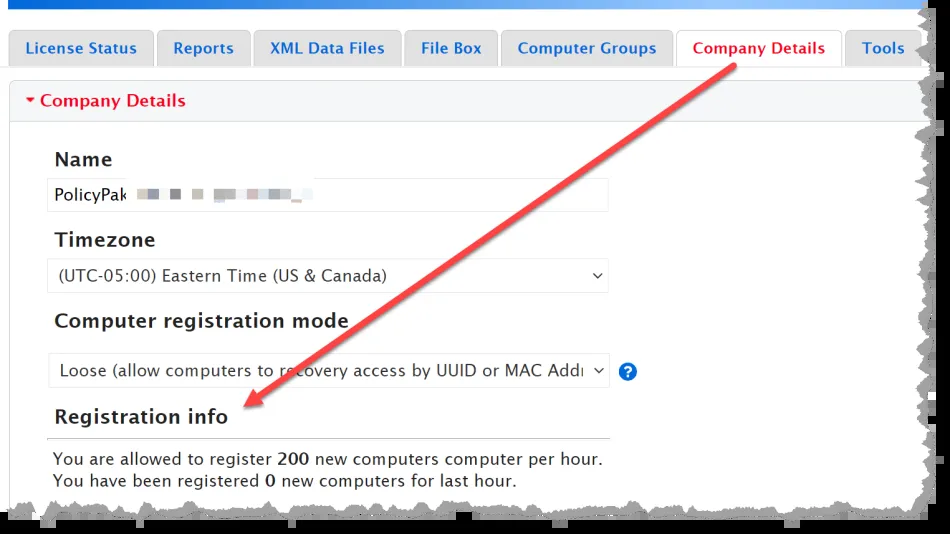 License Status
Reports
XML Data Files
File Box
Computer Groups
Company Details
Tools
Company Details
Name
PolicyPak
Timezone
(UTC-05:00) Eastern Time (US & Canada)
Computer registration mode
Loose (allow computers to recovery access by UUID or MAC Addr
?
Registration info
You are allowed to register 200 new computers computer per hour.
You have been registered 0 new computers for last hour.